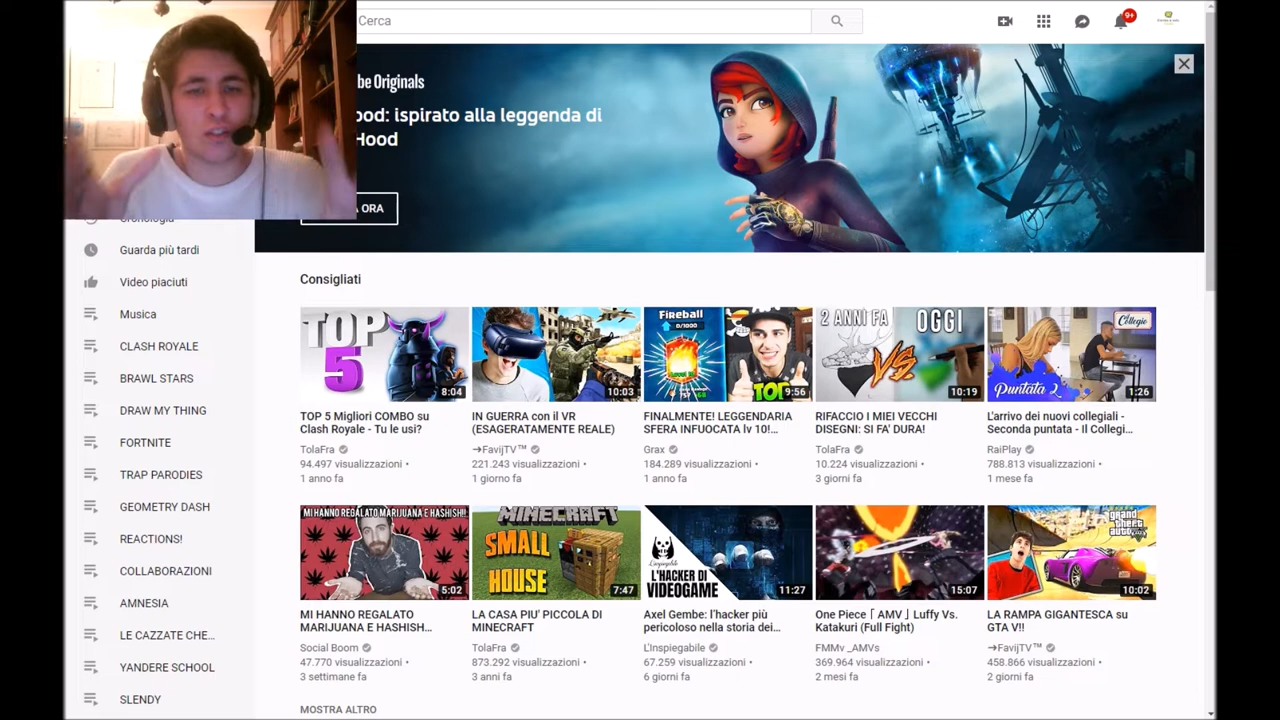 Cerca
9+
be Originals
ood: ispirato alla leggenda di
Hood
ORA
Cronologia
Guarda più tardi
Video piaciuti
Musica
CLASH ROYALE
BRAWL STARS
DRAW MY THING
FORTNITE
TRAP PARODIES
GEOMETRY DASH
REACTIONS!
COLLABORAZIONI
AMNESIA
LE CAZZATE CHE...
YANDERE SCHOOL
SLENDY
Consigliati
TOP
5
8:04
10:03
Fireball
0/1000
TOP
9:56
2 ANNI FA
OGGI
VS
10:19
il Collegio
Puntata 2
1:26
TOP 5 Migliori COMBO su
Clash Royale - Tu le usi?
TolaFra
94.497 visualizzazioni •
1 anno fa
IN GUERRA con il VR
(ESAGERATAMENTE REALE)
➔FavijTV™
221.243 visualizzazioni •
1 giorno fa
FINALMENTE! LEGGENDARIA
SFERA INFUOCATA lv 10!...
Grax
184.289 visualizzazioni •
1 anno fa
RIFACCIO I MIEI VECCHI
DISEGNI: SI FA' DURA!
TolaFra
10.224 visualizzazioni •
3 giorni fa
L'arrivo dei nuovi collegiali -
Seconda puntata - Il Collegi...
RaiPlay
788.813 visualizzazioni •
1 mese fa
MI HANNO REGALATO MARIJUANA E HASHISH!!
5:02
MINECRAFT
SMALL
HOUSE
7:47
L'inspiegabile
L'HACKER DI
VIDEOGAME
11:27
15:07
grand
theft
auto
10:02
MI HANNO REGALATO
MARIJUANA E HASHISH...
Social Boom
47.770 visualizzazioni •
3 settimane fa
LA CASA PIU' PICCOLA DI
MINECRAFT
TolaFra
873.292 visualizzazioni •
3 anni fa
Axel Gembe: l'hacker più
pericoloso nella storia dei...
L'Inspiegabile
67.259 visualizzazioni •
6 giorni fa
One Piece「 AMV 」Luffy Vs.
Katakuri (Full Fight)
FMMv _AMVs
369.964 visualizzazioni •
2 mesi fa
LA RAMPA GIGANTESCA su
GTA V!!
➔FavijTV™
458.866 visualizzazioni •
2 giorni fa
MOSTRA ALTRO